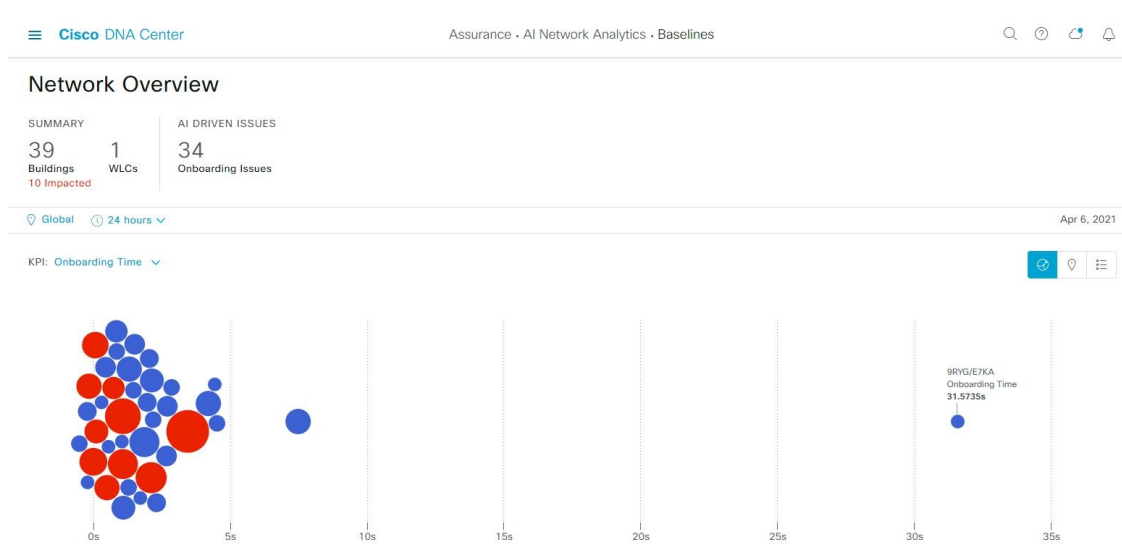 Cisco DNA Center
Assurance • AI Network Analytics • Baselines
Network Overview
SUMMARY
39
Buildings
10 Impacted
1
WLCs
AI DRIVEN ISSUES
34
Onboarding Issues
Global
24 hours
Apr 6, 2021
KPI: Onboarding Time
9RYG/E7KA
Onboarding Time
31.5735s
0s 5s 10s 15s 20s 25s 30s 35s